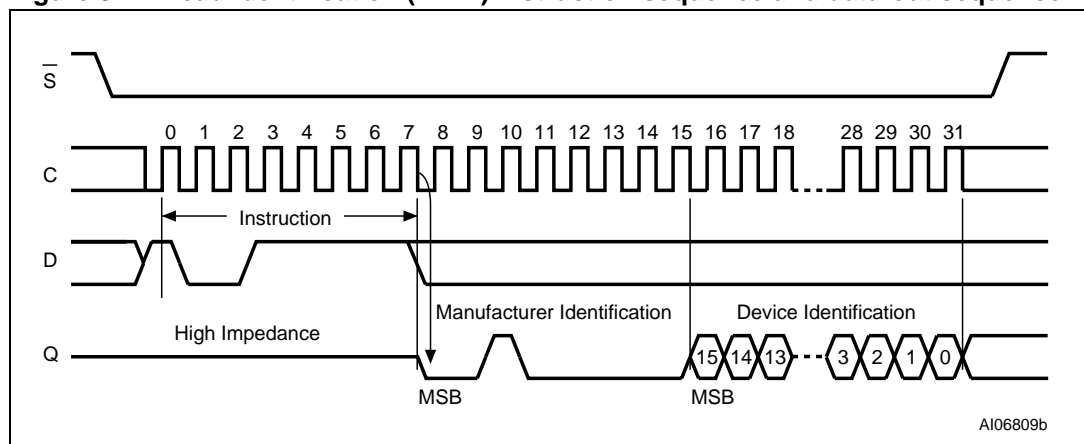 S
0 1 2 3 4 5 6 7 8 9 10 11 12 13 14 15 16 17 18 28 29 30 31
C
Instruction
D
Manufacturer Identification Device Identification
High Impedance
Q 15 14 13 3 2 1 0
MSB MSB
AI06809b